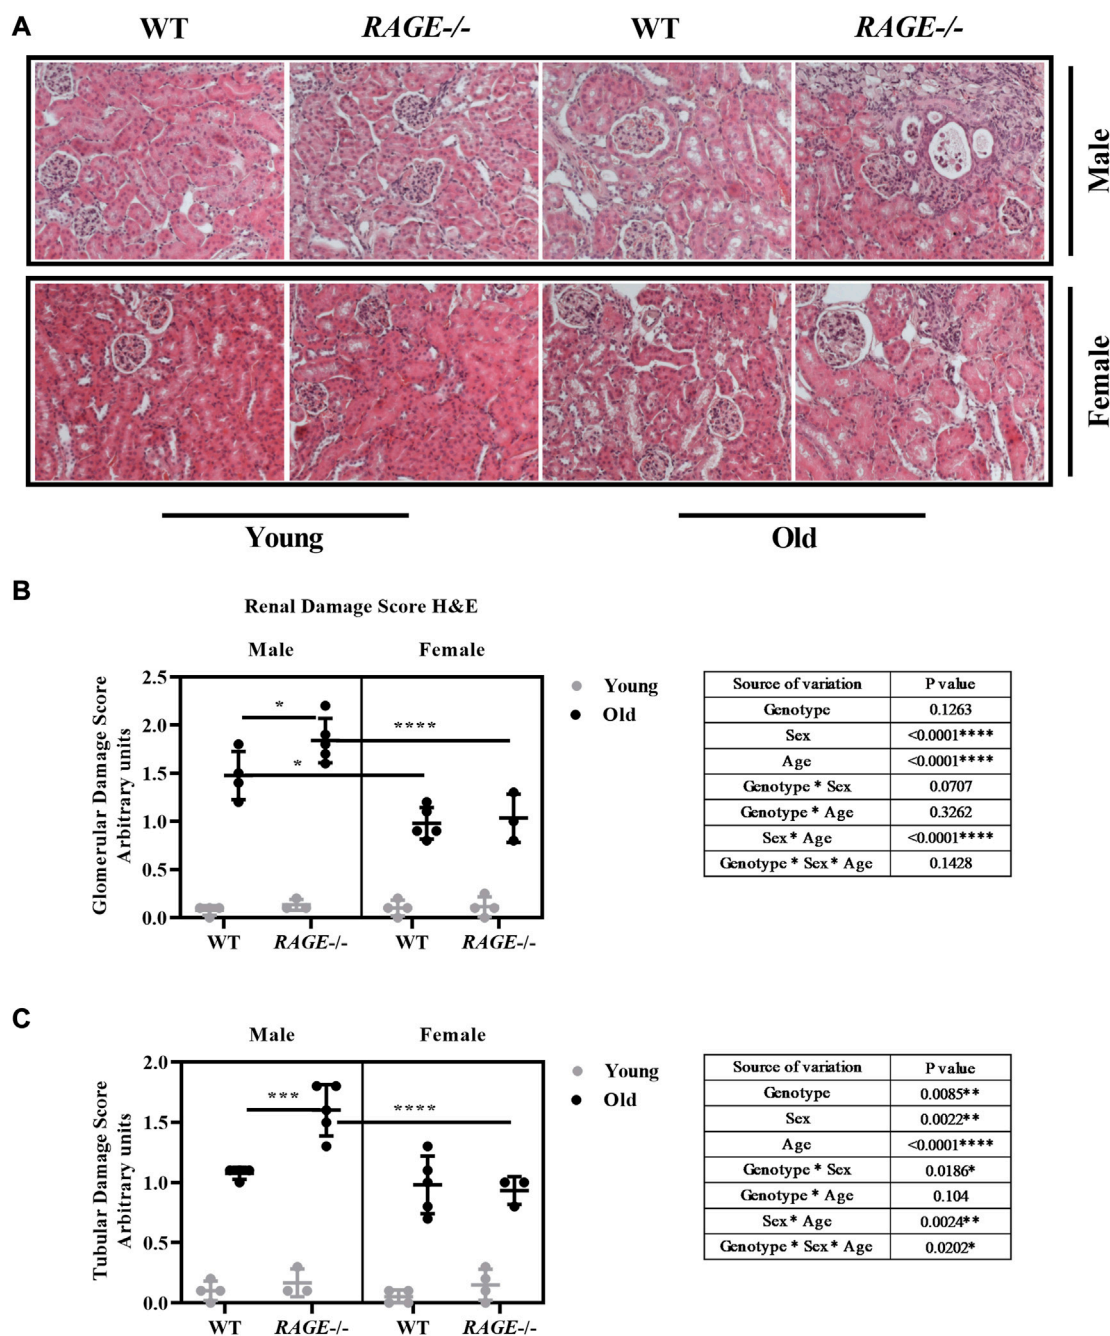 A
WT RAGE-/- WT RAGE-/-
Male
Female
Young Old
B
Renal Damage Score H&E
Male Female
Glomerular Damage Score
Arbitrary units
2.5
2.0
1.5
1.0
0.5
0.0
* **** *
WT RAGE-/- WT RAGE-/-
Young
Old
Source of variation P value
Genotype 0.1263
Sex <0.0001****
Age <0.0001****
Genotype * Sex 0.0707
Genotype * Age 0.3262
Sex * Age <0.0001****
Genotype * Sex * Age 0.1428
C
Male Female
Tubular Damage Score
Arbitrary units
2.0
1.5
1.0
0.5
0.0
*** ****
WT RAGE-/- WT RAGE-/-
Young
Old
Source of variation P value
Genotype 0.0085**
Sex 0.0022**
Age <0.0001****
Genotype * Sex 0.0186*
Genotype * Age 0.104
Sex * Age 0.0024**
Genotype * Sex * Age 0.0202*